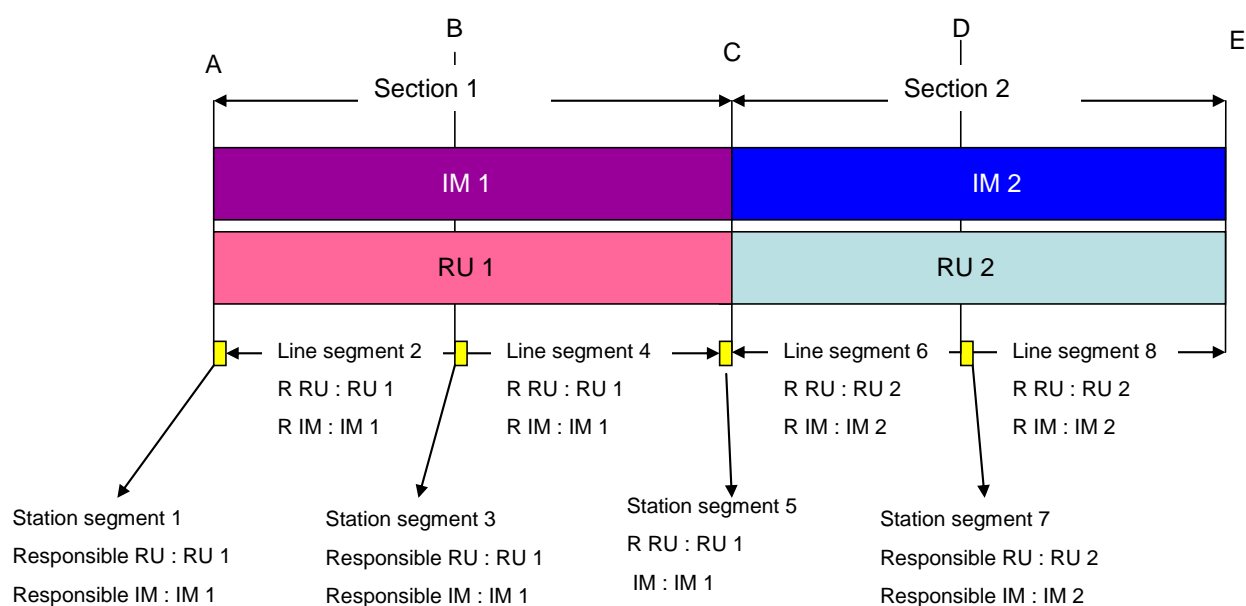 A
B
C
D
E
Section 1
Section 2
IM 1
IM 2
RU 1
RU 2
Line segment 2
R RU : RU 1
R IM : IM 1
Line segment 4
R RU : RU 1
R IM : IM 1
Line segment 6
R RU : RU 2
R IM : IM 2
Line segment 8
R RU : RU 2
R IM : IM 2
Station segment 1
Responsible RU : RU 1
Responsible IM : IM 1
Station segment 3
Responsible RU : RU 1
Responsible IM : IM 1
Station segment 5
R RU : RU 1
IM : IM 1
Station segment 7
Responsible RU : RU 2
Responsible IM : IM 2